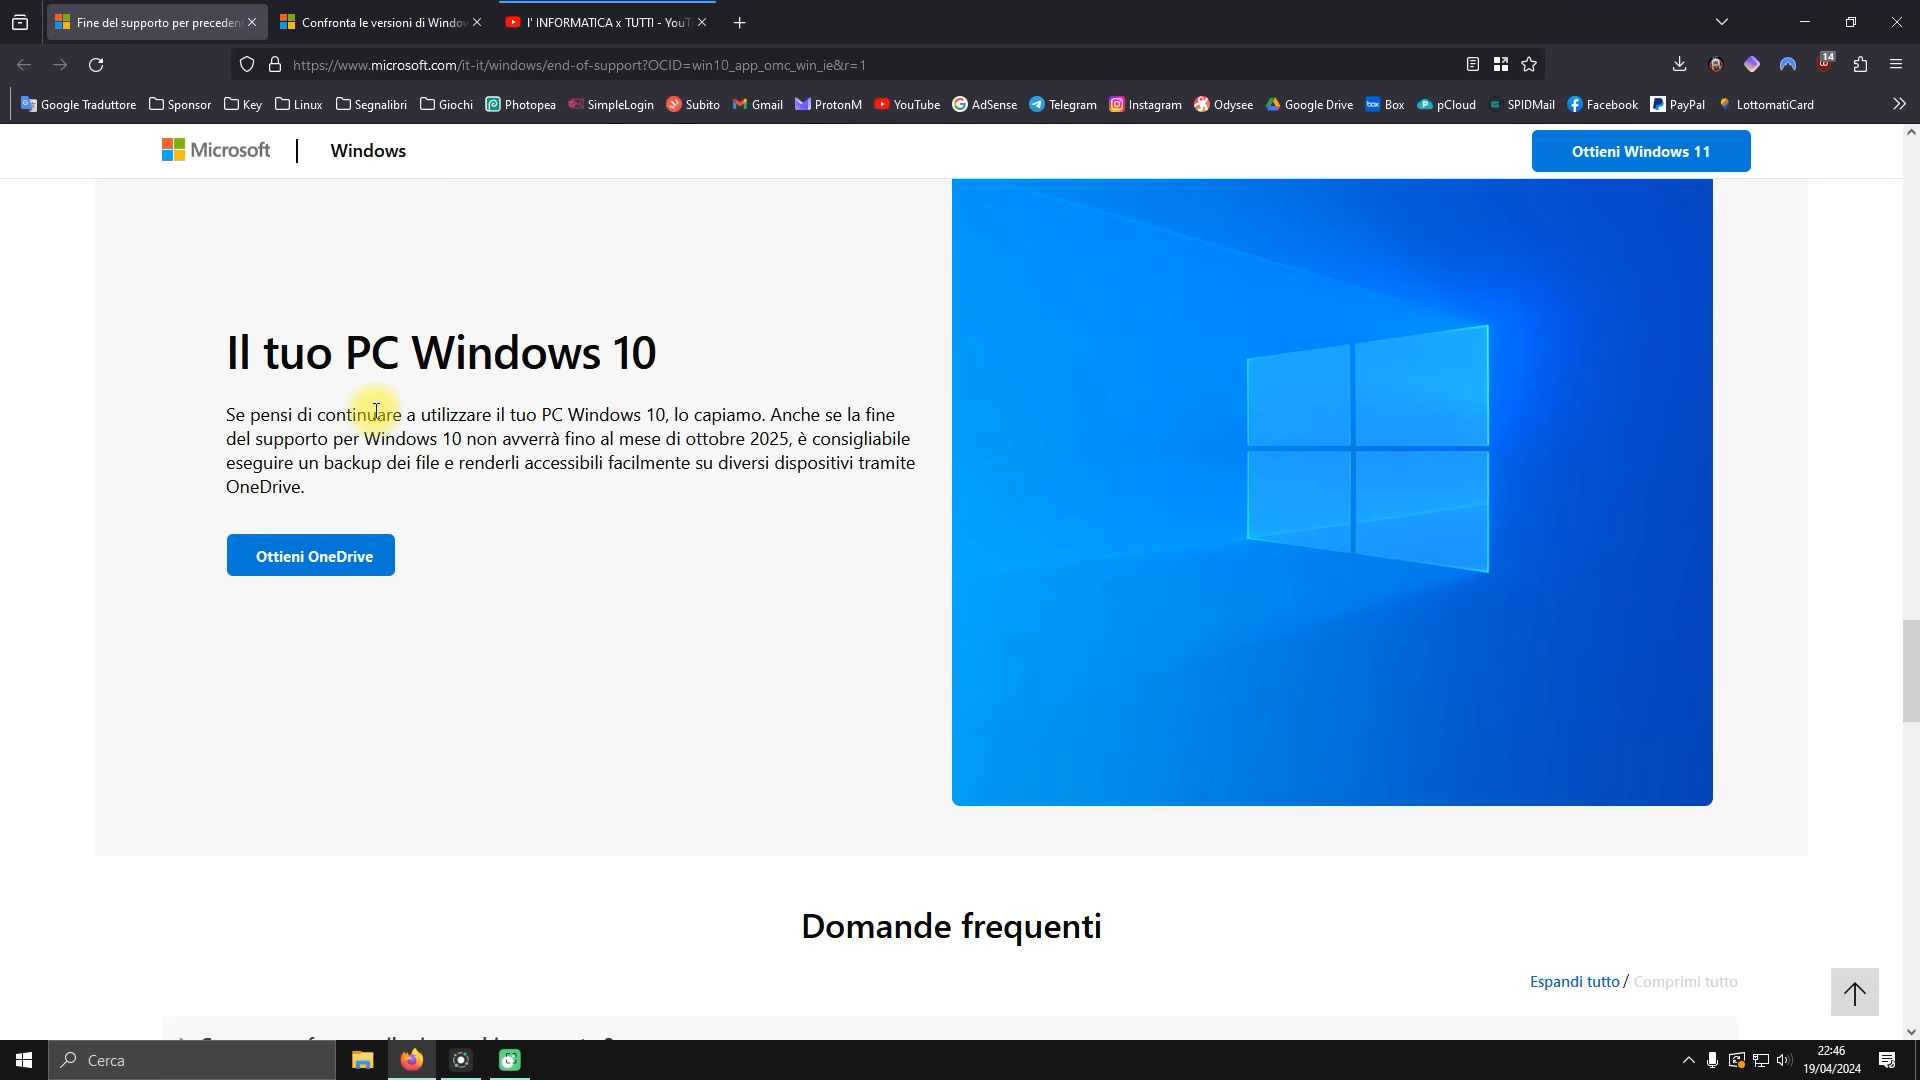 Fine del supporto per preceden
Confronta le versioni di Windo
l' INFORMATICA x TUTTI - YouT
https://www.microsoft.com/it-it/windows/end-of-support?OCID=win10_app_omc_win_ie&r=1
14
Google Traduttore Sponsor Key Linux Segnalibri Giochi Photopea SimpleLogin Subito Gmail ProtonM YouTube AdSense Telegram Instagram Odysee Google Drive Box pCloud SPIDMail Facebook PayPal LottomatiCard
Microsoft
Windows
Ottieni Windows 11
Il tuo PC Windows 10
Se pensi di continuare a utilizzare il tuo PC Windows 10, lo capiamo. Anche se la fine
del supporto per Windows 10 non avverrà fino al mese di ottobre 2025, è consigliabile
eseguire un backup dei file e renderli accessibili facilmente su diversi dispositivi tramite
OneDrive.
Ottieni OneDrive
Domande frequenti
Espandi tutto / Comprimi tutto
Cerca
22:46
19/04/2024